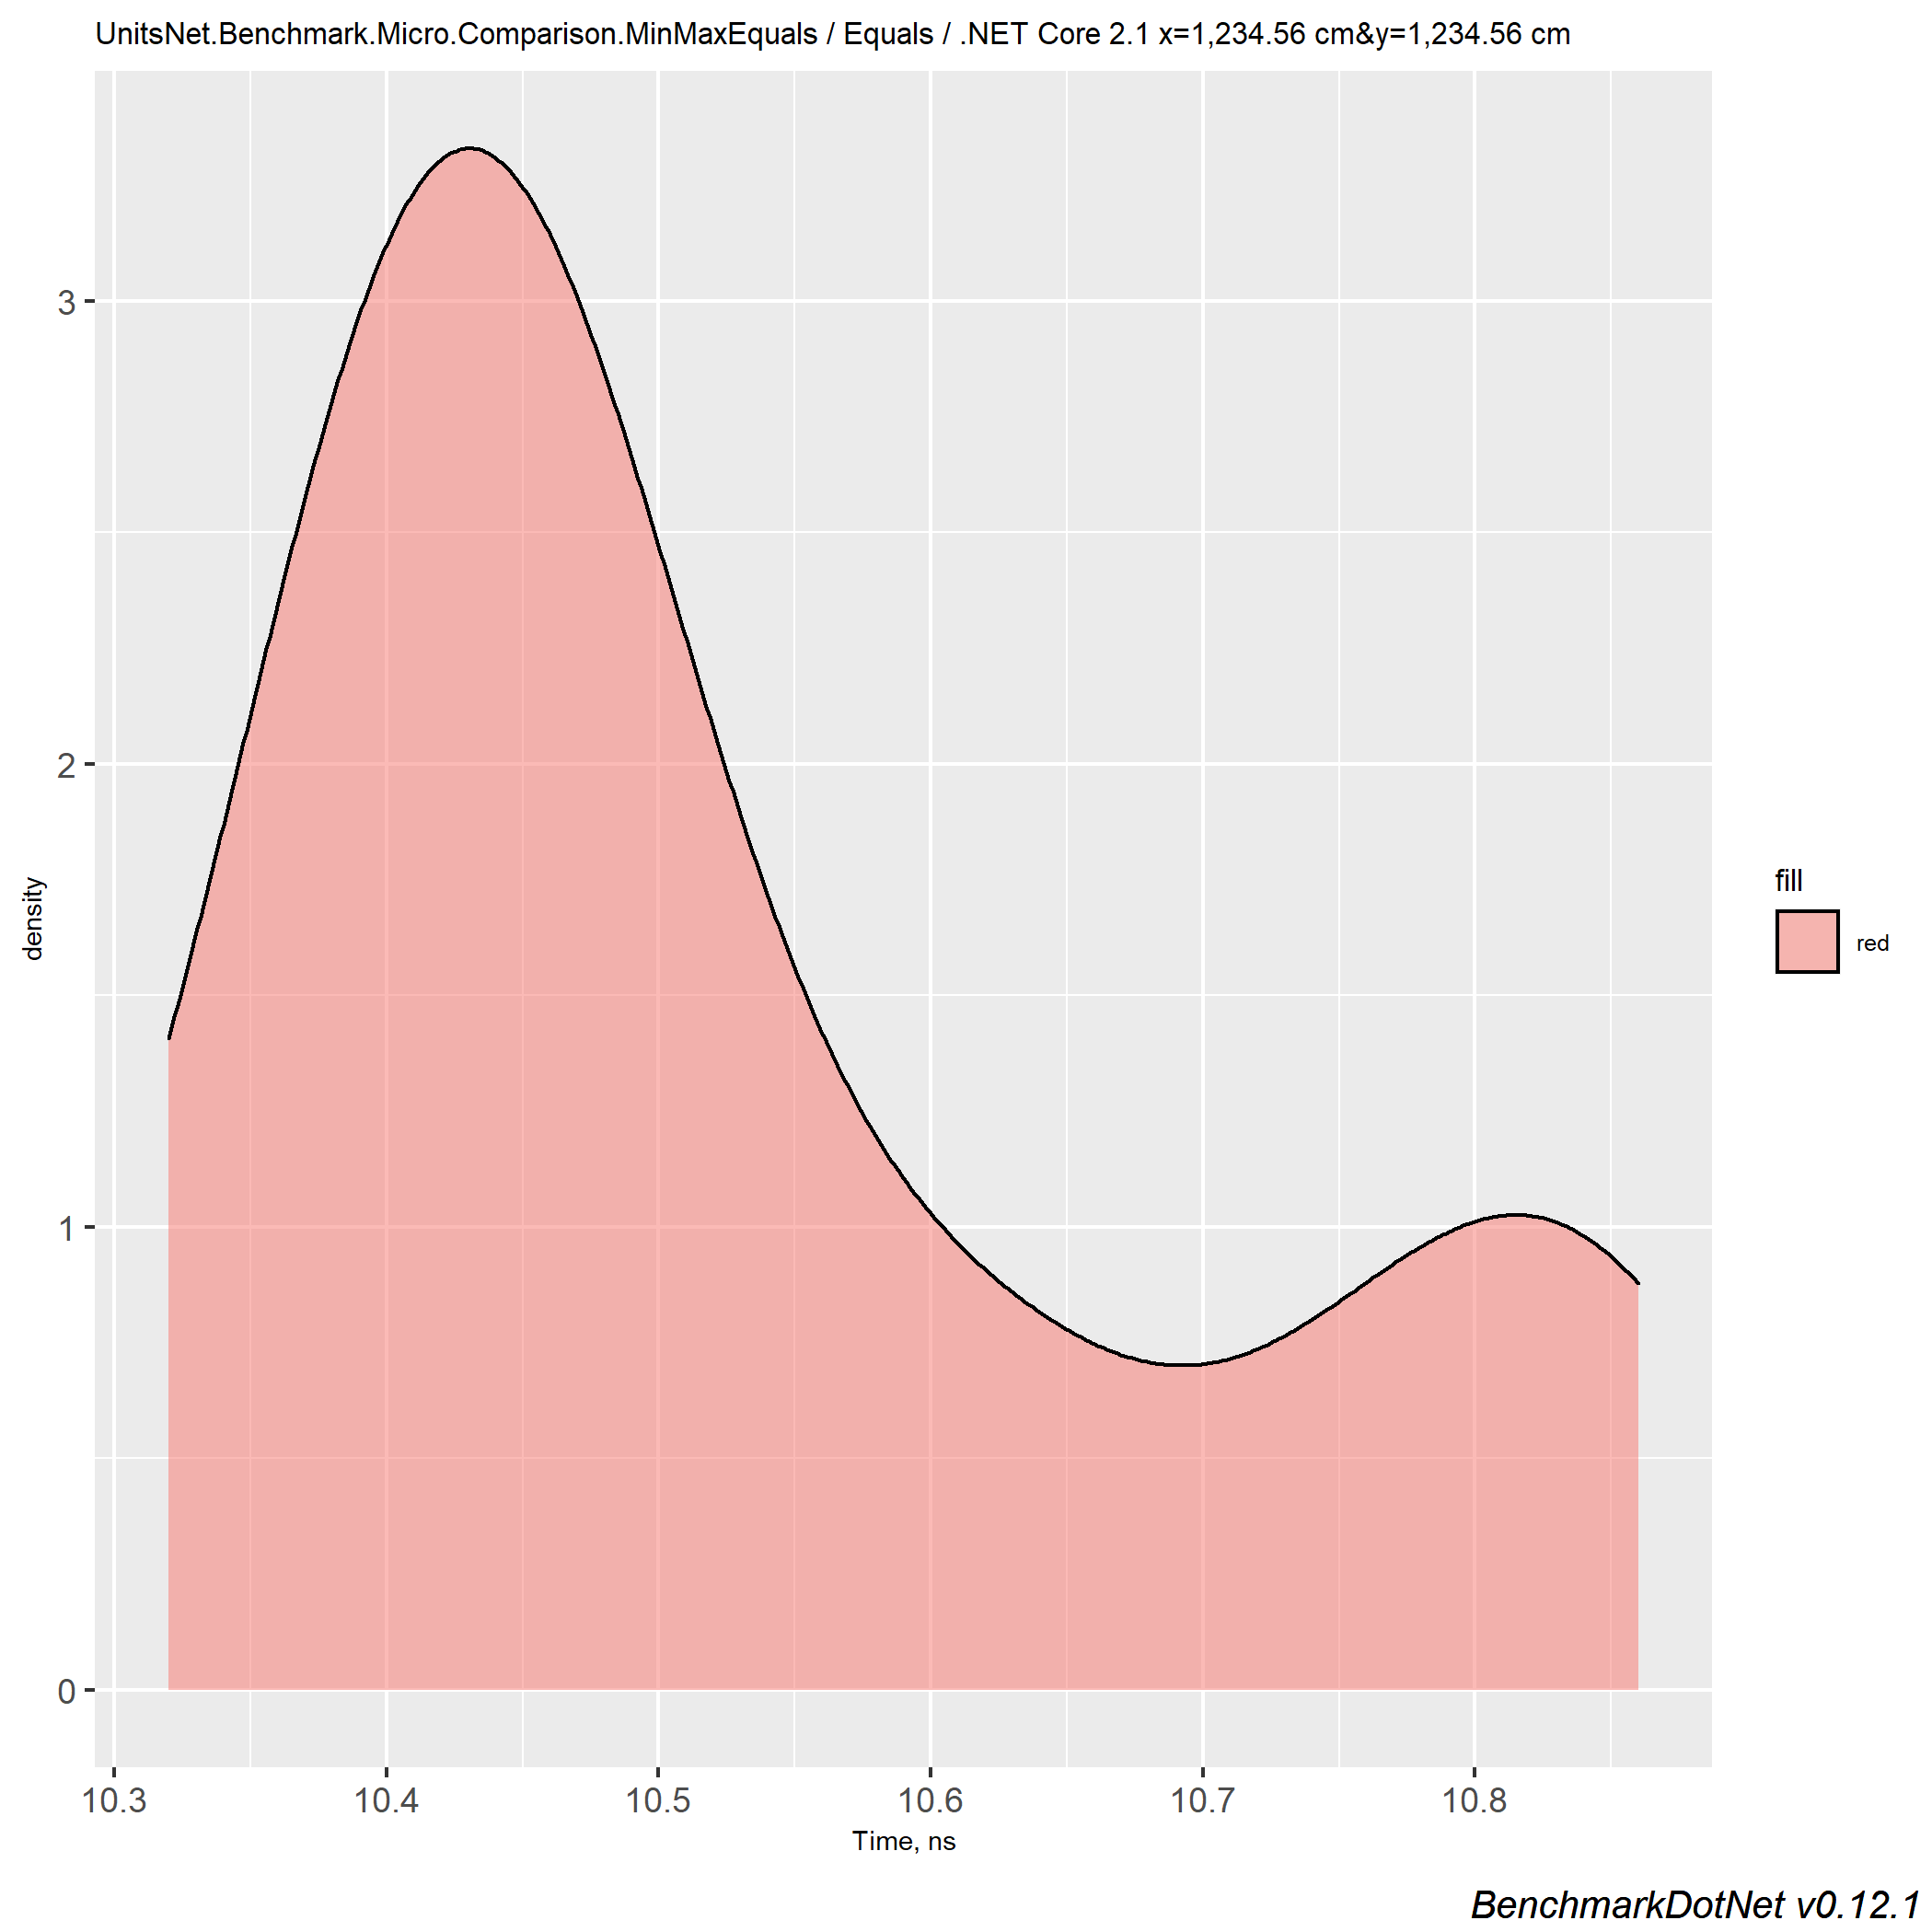 UnitsNet.Benchmark.Micro.Comparison.MinMaxEquals / Equals / .NET Core 2.1 x=1,234.56 cm&y=1,234.56 cm
3
2
1
0
density
10.3 10.4 10.5 10.6 10.7 10.8
Time, ns
fill
red
BenchmarkDotNet v0.12.1